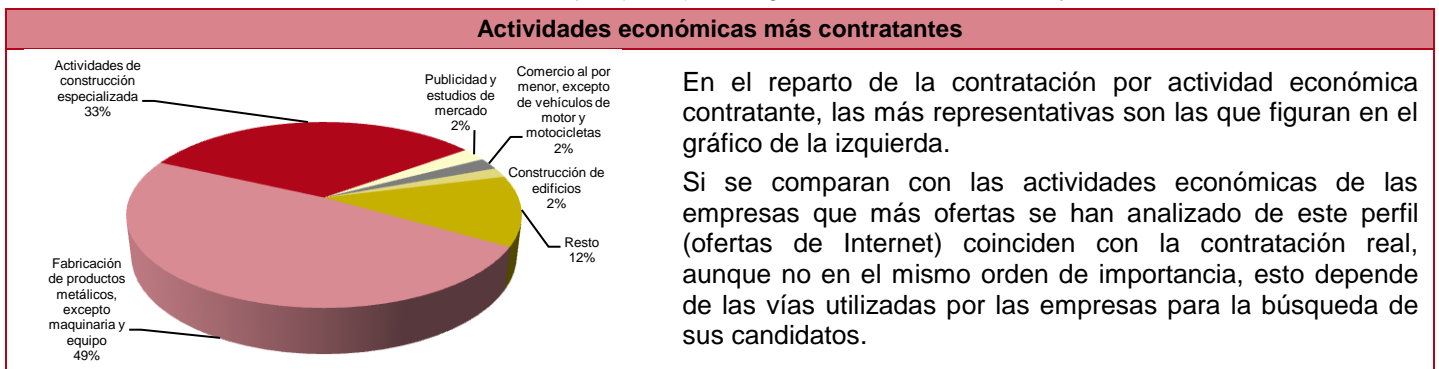 Actividades económicas más contratantes
Actividades de
construcción
especializada
33%
Publicidad y
estudios de
mercado
2%
Comercio al por
menor, excepto
de vehículos de
motor y
motocicletas
2%
Construcción de
edificios
2%
Resto
12%
Fabricación
de productos
metálicos,
excepto
maquinaria y
equipo
49%
En el reparto de la contratación por actividad económica
contratante, las más representativas son las que figuran en el
gráfico de la izquierda.
Si se comparan con las actividades económicas de las
empresas que más ofertas se han analizado de este perfil
(ofertas de Internet) coinciden con la contratación real,
aunque no en el mismo orden de importancia, esto depende
de las vías utilizadas por las empresas para la búsqueda de
sus candidatos.